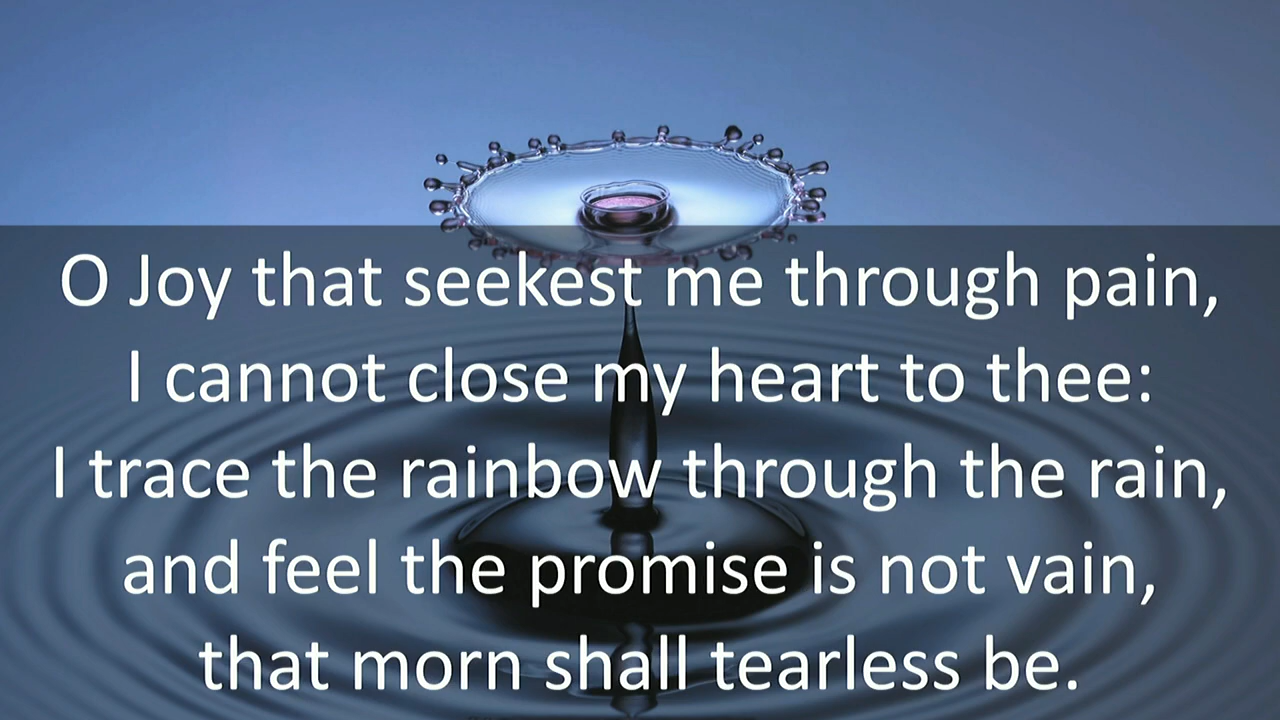 O Joy that seekest me through pain,
I cannot close my heart to thee:
I trace the rainbow through the rain,
and feel the promise is not vain,
that morn shall tearless be.